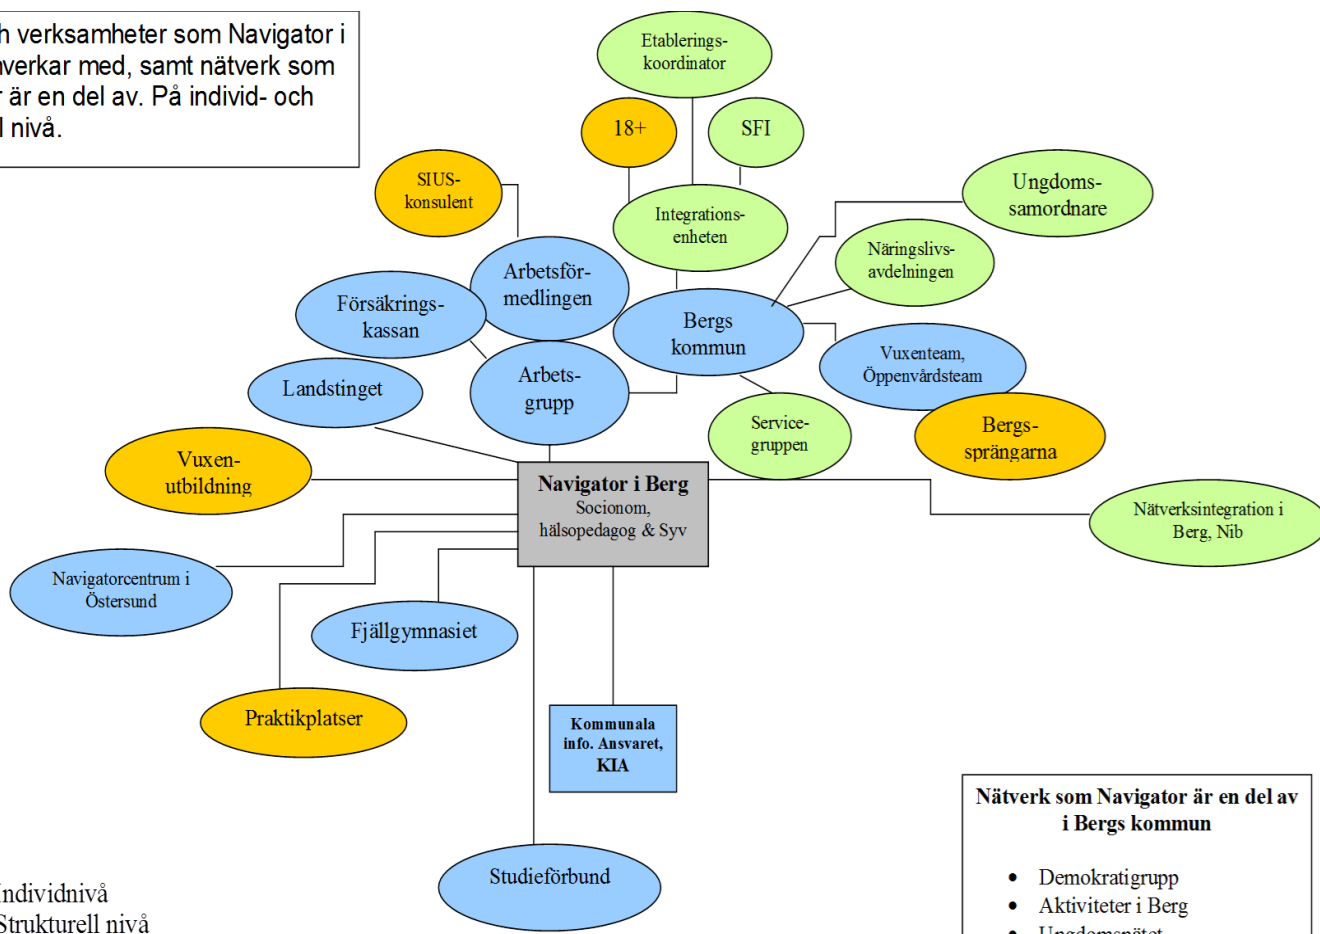 h verksamheter som Navigator i
verkar med, samt nätverk som
är en del av. På individ- och
nivå.
Etablerings-
koordinator
18+
SFI
SIUS-
konsulent
Integrations-
enheten
Ungdoms-
samordnare
Näringslivs-
avdelningen
Arbetsför-
medlingen
Försäkrings-
kassan
Bergs
kommun
Vuxenteam,
Öppenvårdsteam
Landstinget
Arbets-
grupp
Service-
gruppen
Bergs-
sprängarna
Vuxen-
utbildning
Navigator i Berg
Socionom,
hälsopedagog & Syv
Nätverksintegration i
Berg, Nib
Navigatorcentrum i
Östersund
Fjällgymnasiet
Praktikplatser
Kommunala
info. Ansvaret,
KIA
Studieförbund
Individnivå
Strukturell nivå
Nätverk som Navigator är en del av
i Bergs kommun
• Demokratigrupp
• Aktiviteter i Berg
• Ungdomsnätet